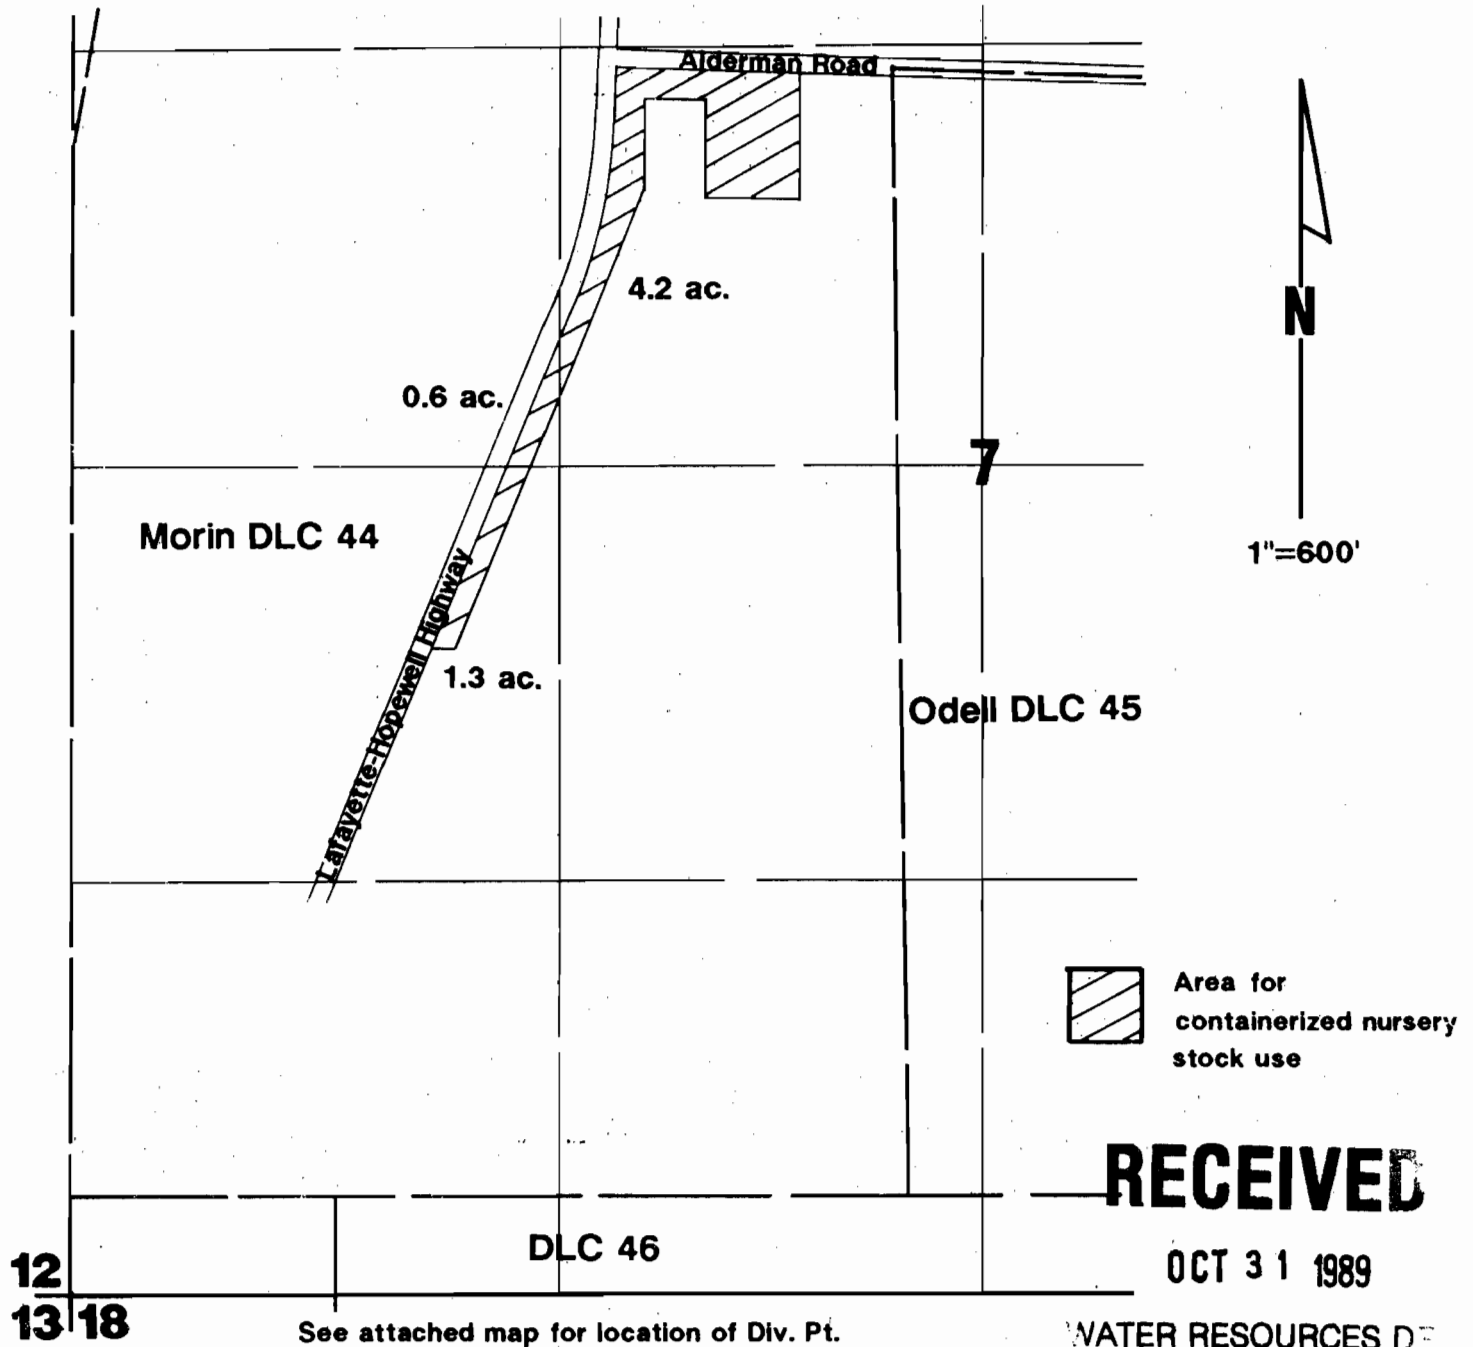 Alderman Road
4.2 ac.
N
0.6 ac.
7
Morin DLC 44
1"=600'
Lafayette-Hopewell Highway
1.3 ac.
Odell DLC 45
Area for
containerized nursery
stock use
RECEIVED
OCT 31 1989
WATER RESOURCES
DLC 46
12
13 18
See attached map for location of Div. Pt.